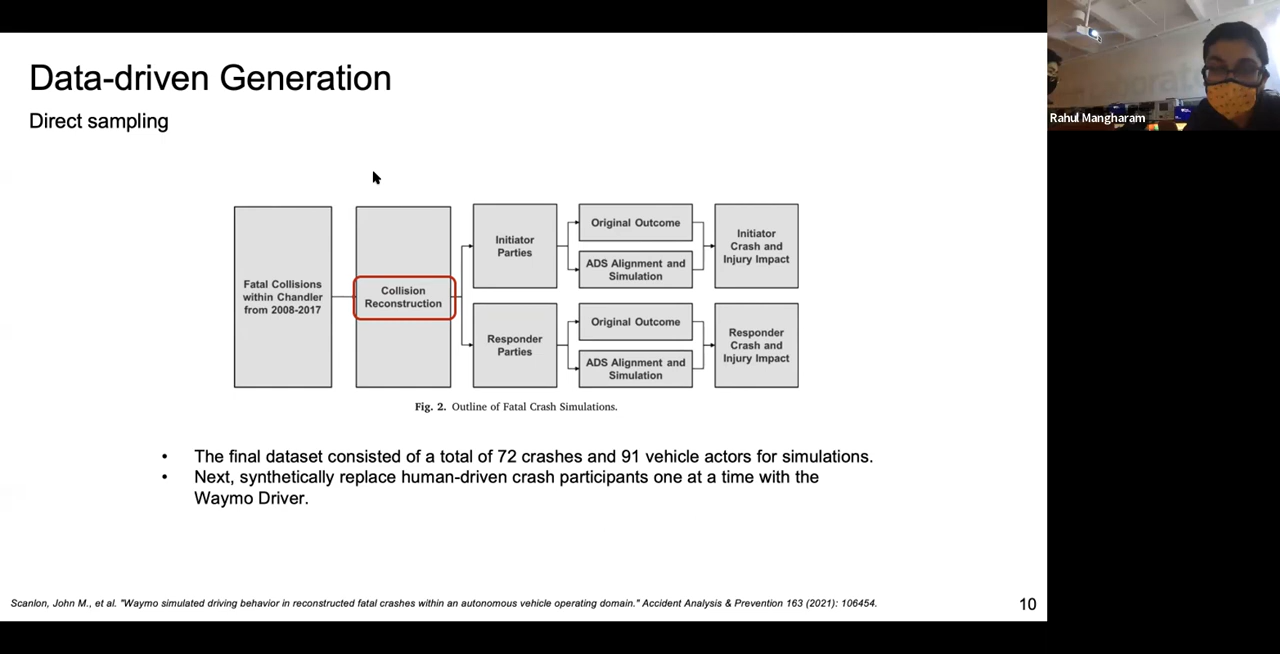 Data-driven Generation
Direct sampling
Fatal Collisions
within Chandler
from 2008-2017
Collision
Reconstruction
Initiator
Parties
Original Outcome
ADS Alignment and
Simulation
Initiator
Crash and
Injury Impact
Responder
Parties
Original Outcome
ADS Alignment and
Simulation
Responder
Crash and
Injury Impact
Fig. 2. Outline of Fatal Crash Simulations.
• The final dataset consisted of a total of 72 crashes and 91 vehicle actors for simulations.
• Next, synthetically replace human-driven crash participants one at a time with the
Waymo Driver.
Scanlon, John M., et al. "Waymo simulated driving behavior in reconstructed fatal crashes within an autonomous vehicle operating domain." Accident Analysis & Prevention 163 (2021): 106454.
10
Rahul Mangharam